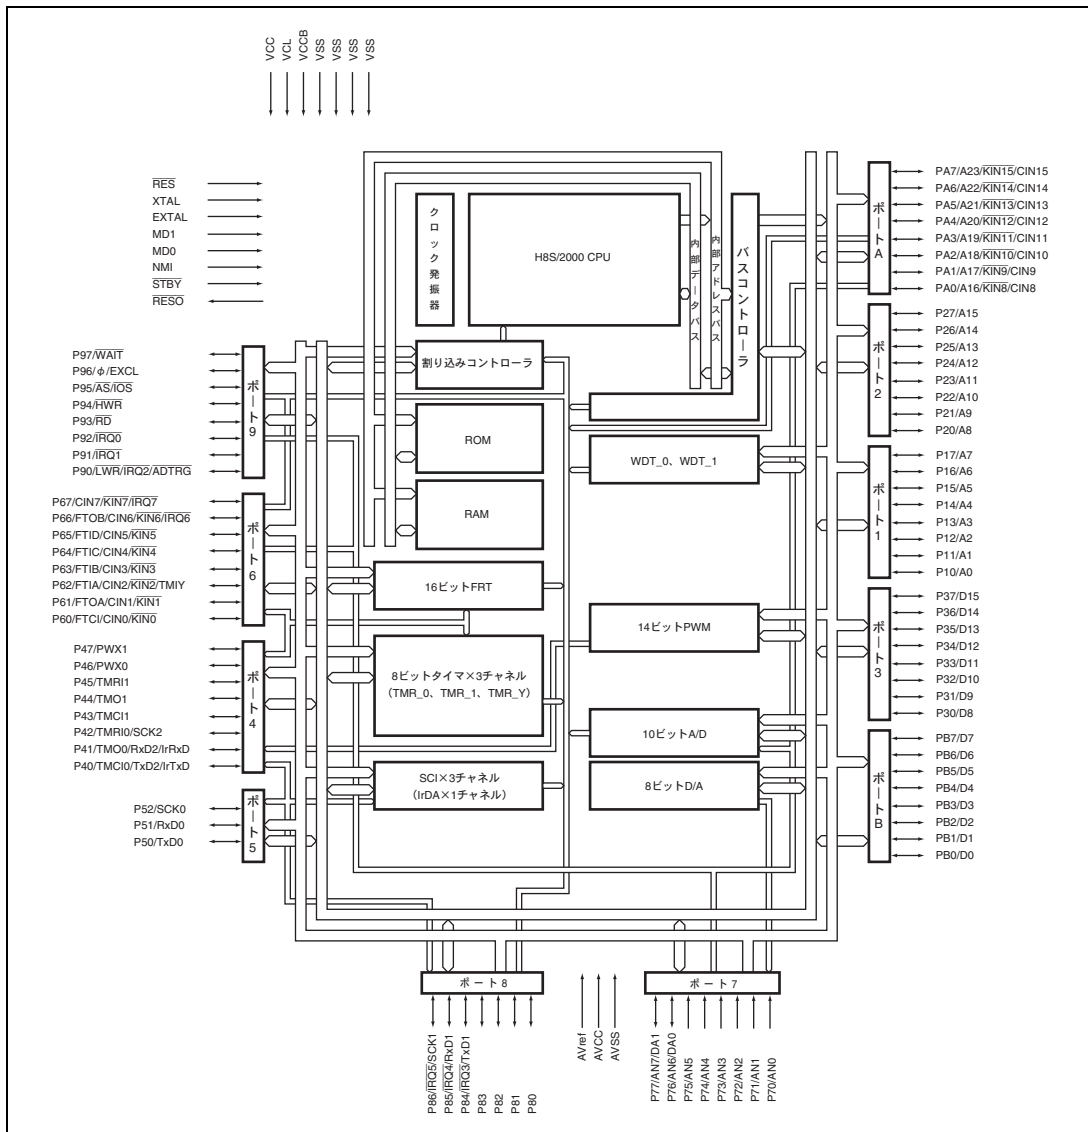 VCC
VCL
VCCB
VSS
VSS
VSS
VSS
RES
XTAL
EXTAL
MD1
MD0
NMI
STBY
RESO
クロック発振器
H8S/2000 CPU
内部データバス
内部アドレスバス
バスコントローラ
割り込みコントローラ
ROM
RAM
WDT_0、WDT_1
16ビットFRT
8ビットタイマ×3チャネル
(TMR_0、TMR_1、TMR_Y)
14ビットPWM
10ビットA/D
SCI×3チャネル
(IrDA×1チャネル)
8ビットD/A
P97/WAIT
P96/φ/EXCL
P95/AS/IOS
P94/HWR
P93/RD
P92/IRQ0
P91/IRQ1
P90/LWR/IRQ2/ADTRG
ポート9
P67/CIN7/KIN7/IRQ7
P66/FTOB/CIN6/KIN6/IRQ6
P65/FTID/CIN5/KIN5
P64/FTIC/CIN4/KIN4
P63/FTIB/CIN3/KIN3
P62/FTIA/CIN2/KIN2/TMIY
P61/FTOA/CIN1/KIN1
P60/FTCI/CIN0/KIN0
ポート6
P47/PWX1
P46/PWX0
P45/TMRI1
P44/TMO1
P43/TMCI1
P42/TMRI0/SCK2
P41/TMO0/RxD2/IrRxD
P40/TMCI0/TxD2/IrTxD
ポート4
P52/SCK0
P51/RxD0
P50/TxD0
ポート5
ポートA
PA7/A23/KIN15/CIN15
PA6/A22/KIN14/CIN14
PA5/A21/KIN13/CIN13
PA4/A20/KIN12/CIN12
PA3/A19/KIN11/CIN11
PA2/A18/KIN10/CIN10
PA1/A17/KIN9/CIN9
PA0/A16/KIN8/CIN8
ポート2
P27/A15
P26/A14
P25/A13
P24/A12
P23/A11
P22/A10
P21/A9
P20/A8
ポート1
P17/A7
P16/A6
P15/A5
P14/A4
P13/A3
P12/A2
P11/A1
P10/A0
ポート3
P37/D15
P36/D14
P35/D13
P34/D12
P33/D11
P32/D10
P31/D9
P30/D8
ポートB
PB7/D7
PB6/D6
PB5/D5
PB4/D4
PB3/D3
PB2/D2
PB1/D1
PB0/D0
ポート8
P86/IRQ5/SCK1
P85/IRQ4/RxD1
P84/IRQ3/TxD1
P83
P82
P81
P80
AVref
AVCC
AVSS
ポート7
P77/AN7/DA1
P76/AN6/DA0
P75/AN5
P74/AN4
P73/AN3
P72/AN2
P71/AN1
P70/AN0